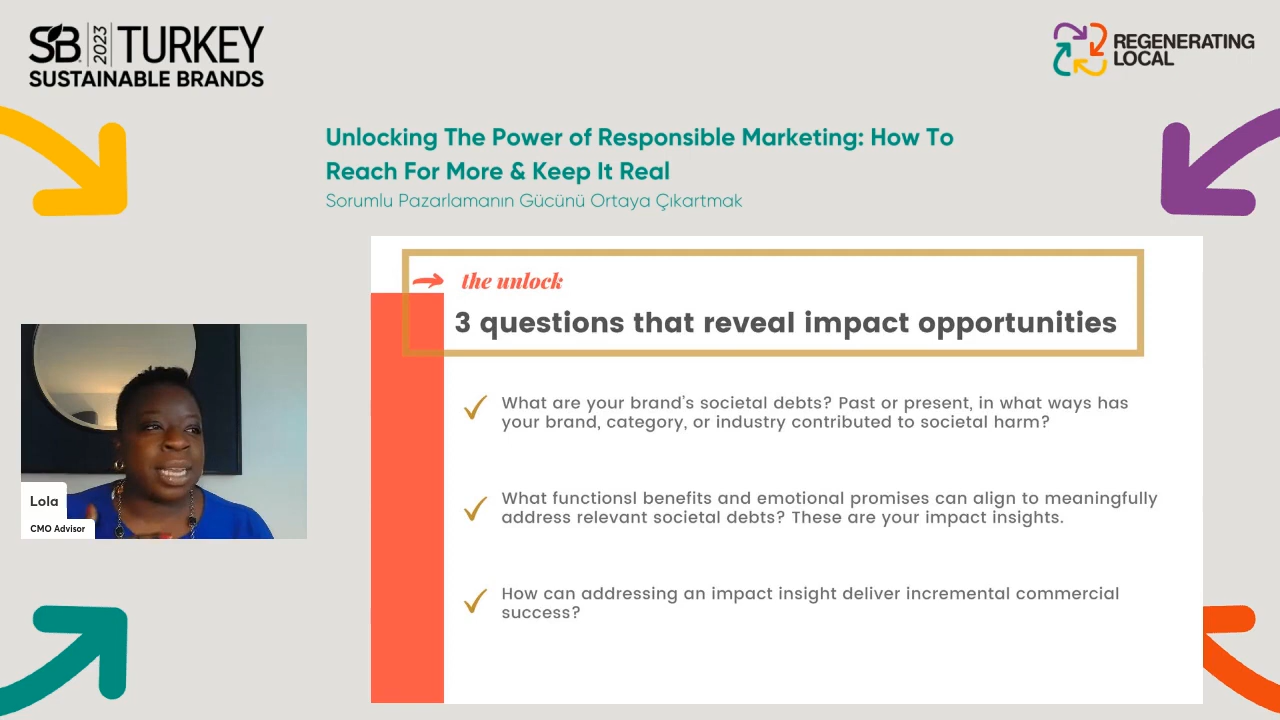 SB 2023 TURKEY
SUSTAINABLE BRANDS
REGENERATING
LOCAL
Unlocking The Power of Responsible Marketing: How To
Reach For More & Keep It Real
Sorumlu Pazarlamanın Gücünü Ortaya Çıkartmak
the unlock
3 questions that reveal impact opportunities
What are your brand's societal debts? Past or present, in what ways has
your brand, category, or industry contributed to societal harm?
What functionsl benefits and emotional promises can align to meaningfully
address relevant societal debts? These are your impact insights.
How can addressing an impact insight deliver incremental commercial
success?
Lola
CMO Advisor